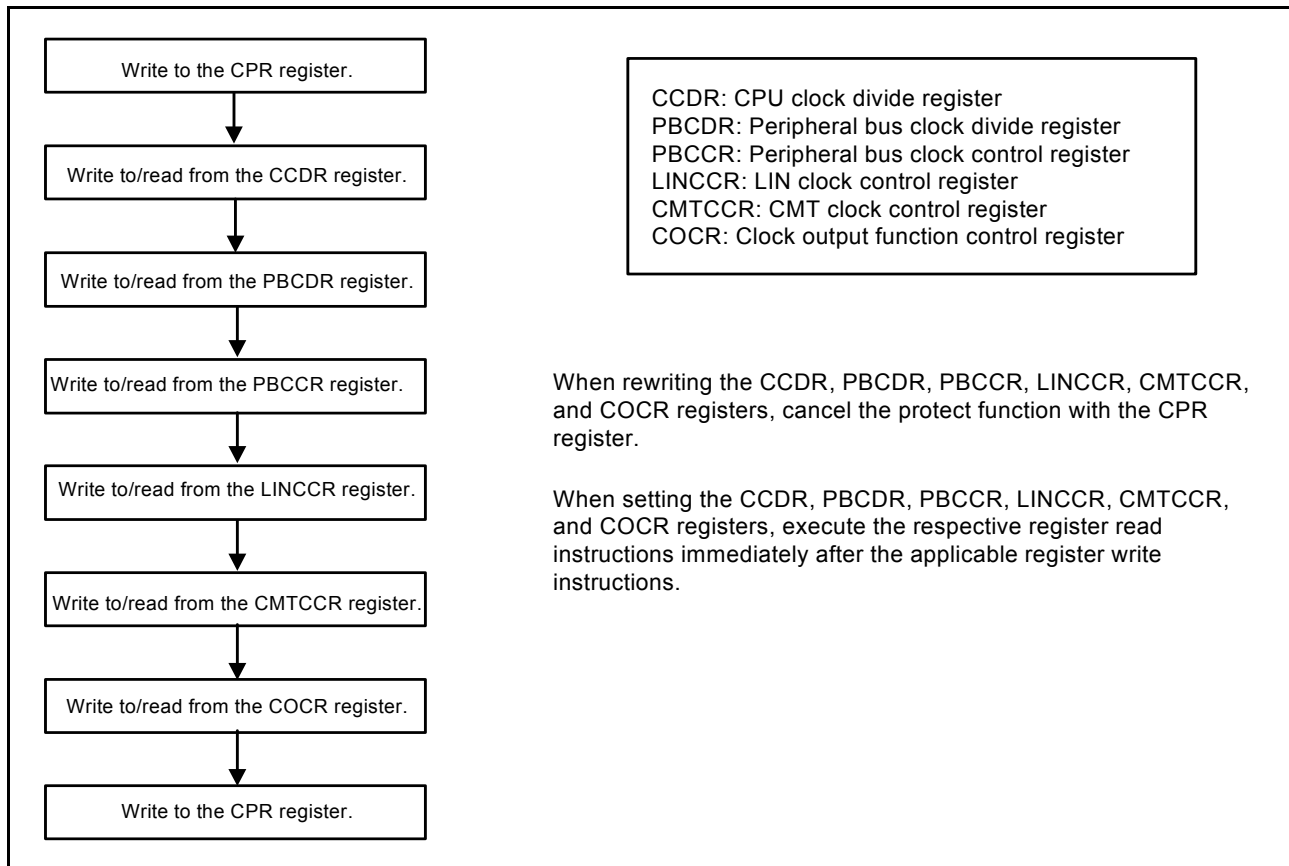 Write to the CPR register.
Write to/read from the CCDR register.
Write to/read from the PBCDR register.
Write to/read from the PBCCR register.
Write to/read from the LINCCR register.
Write to/read from the CMTCCR register.
Write to/read from the COCR register.
Write to the CPR register.
CCDR: CPU clock divide register
PBCDR: Peripheral bus clock divide register
PBCCR: Peripheral bus clock control register
LINCCR: LIN clock control register
CMTCCR: CMT clock control register
COCR: Clock output function control register
When rewriting the CCDR, PBCDR, PBCCR, LINCCR, CMTCCR,
and COCR registers, cancel the protect function with the CPR
register.
When setting the CCDR, PBCDR, PBCCR, LINCCR, CMTCCR,
and COCR registers, execute the respective register read
instructions immediately after the applicable register write
instructions.